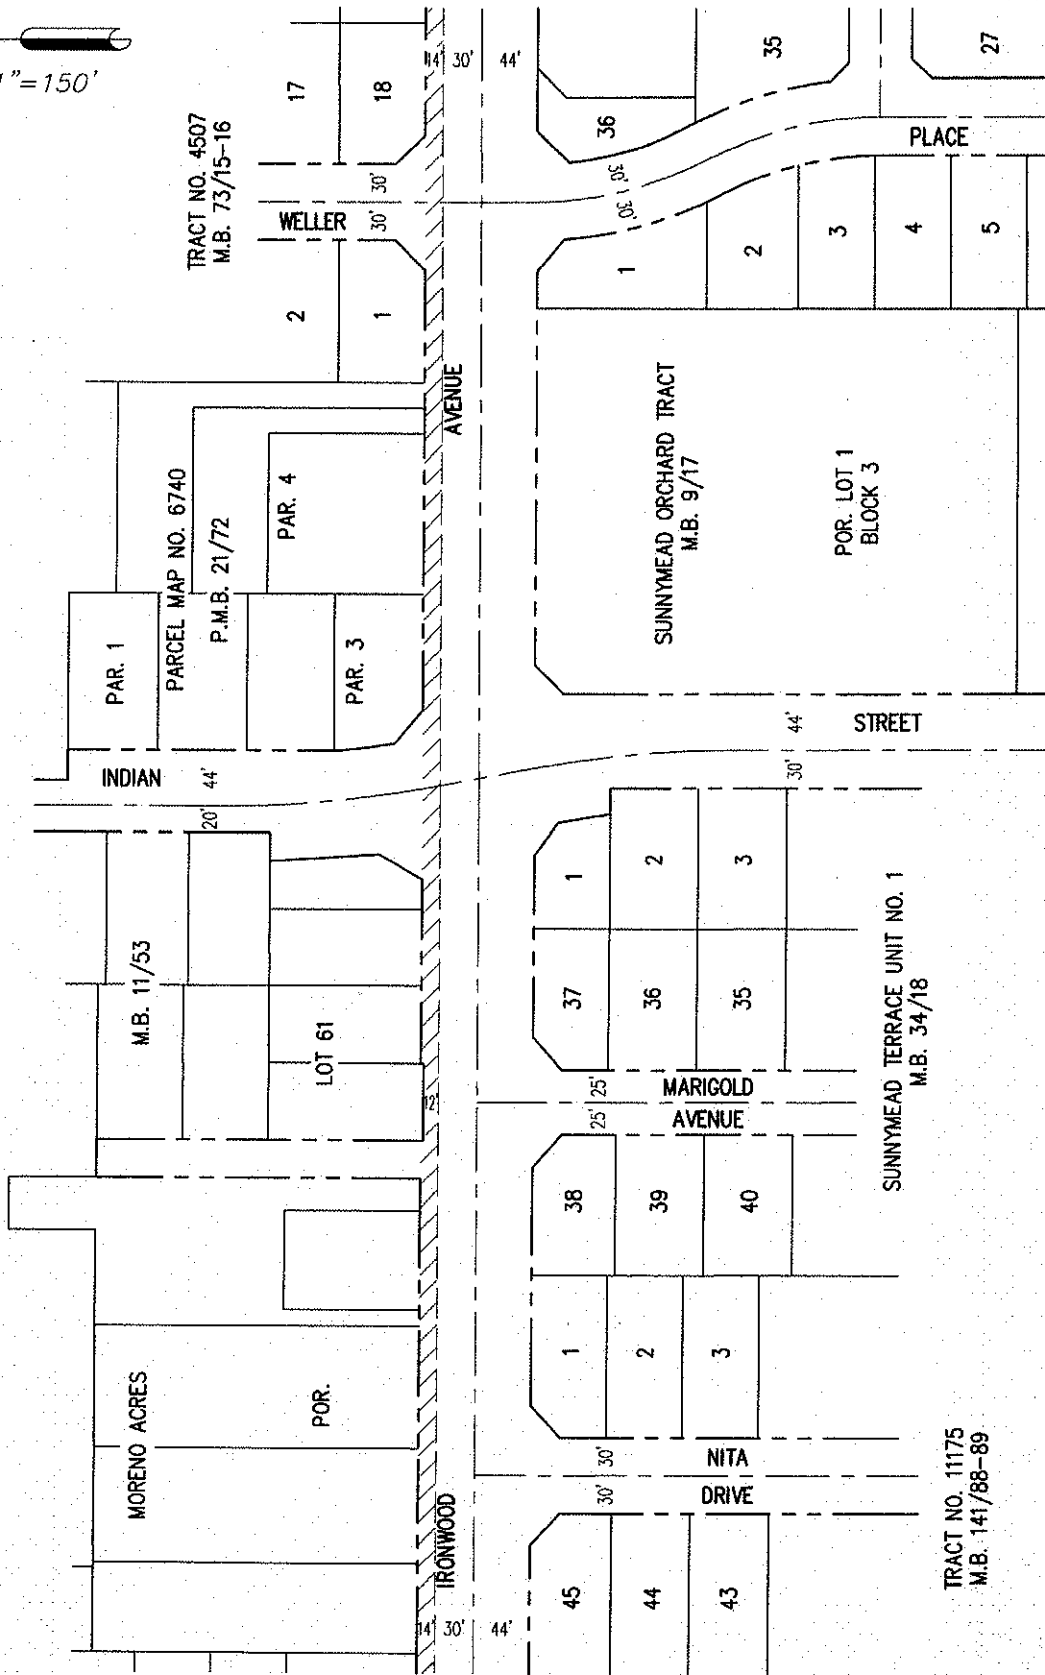 1"=150'
14'
30'
44'
17
18
35
27
TRACT NO. 4507
M.B. 73/15-16
36
PLACE
30'
30'
WELLER
30'
30'
2
1
1
2
3
4
5
AVENUE
PARCEL MAP NO. 6740
P.M.B. 21/72
PAR. 4
PAR. 1
PAR. 3
SUNNYMEAD ORCHARD TRACT
M.B. 9/17
POR. LOT 1
BLOCK 3
INDIAN
44'
20'
44'
30'
STREET
M.B. 11/53
LOT 61
12'
1
2
3
37
36
35
25'
25'
MARIGOLD
AVENUE
SUNNYMEAD TERRACE UNIT NO. 1
M.B. 34/18
38
39
40
1
2
3
MORENO ACRES
POR.
30'
30'
NITA
DRIVE
IRONWOOD
TRACT NO. 11175
M.B. 141/88-89
45
44
43
14'
30'
44'